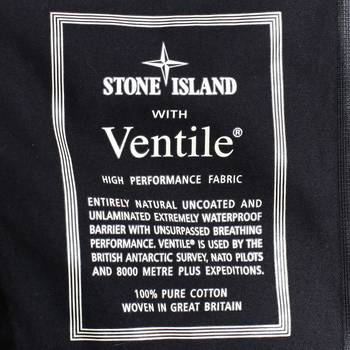 STONE ISLAND
WITH
Ventile®
HIGH PERFORMANCE FABRIC
ENTIRELY NATURAL UNCOATED AND
UNLAMINATED EXTREMELY WATERPROOF
BARRIER WITH UNSURPASSED BREATHING
PERFORMANCE. VENTILE® IS USED BY THE
BRITISH ANTARCTIC SURVEY, NATO PILOTS
AND 8000 METRE PLUS EXPEDITIONS.
100% PURE COTTON
WOVEN IN GREAT BRITAIN